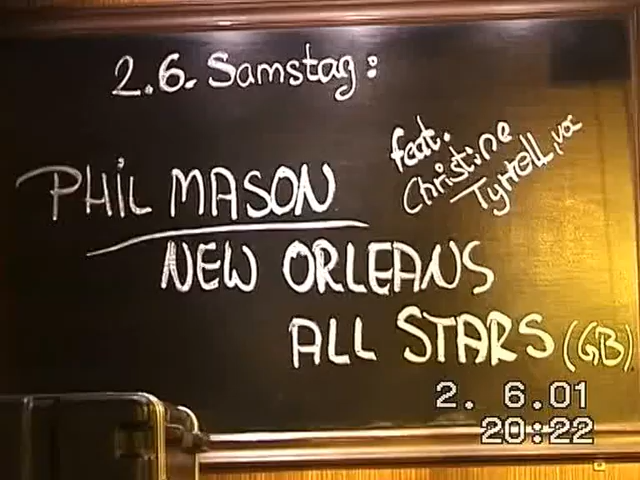 2.6. Samstag:
feat.
Christine
Tyrrell, voc
PHIL MASON
NEW ORLEANS
ALL STARS (GB)
2. 6.01
20:22